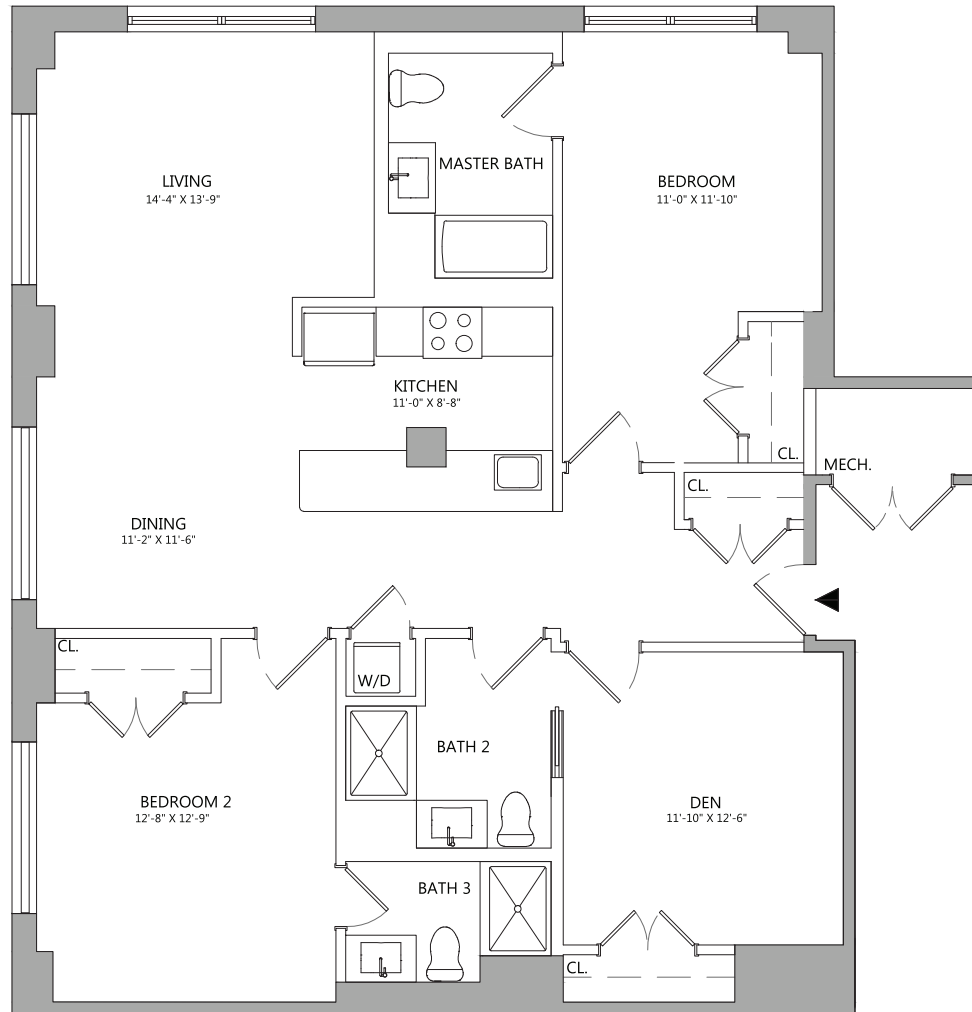 MASTER BATH
LIVING
14'-4" X 13'-9"
BEDROOM
11'-0" X 11'-10"
KITCHEN
11'-0" X 8'-8"
CL.
MECH.
CL.
DINING
11'-2" X 11'-6"
CL.
W/D
BATH 2
BEDROOM 2
12'-8" X 12'-9"
DEN
11'-10" X 12'-6"
BATH 3
CL.